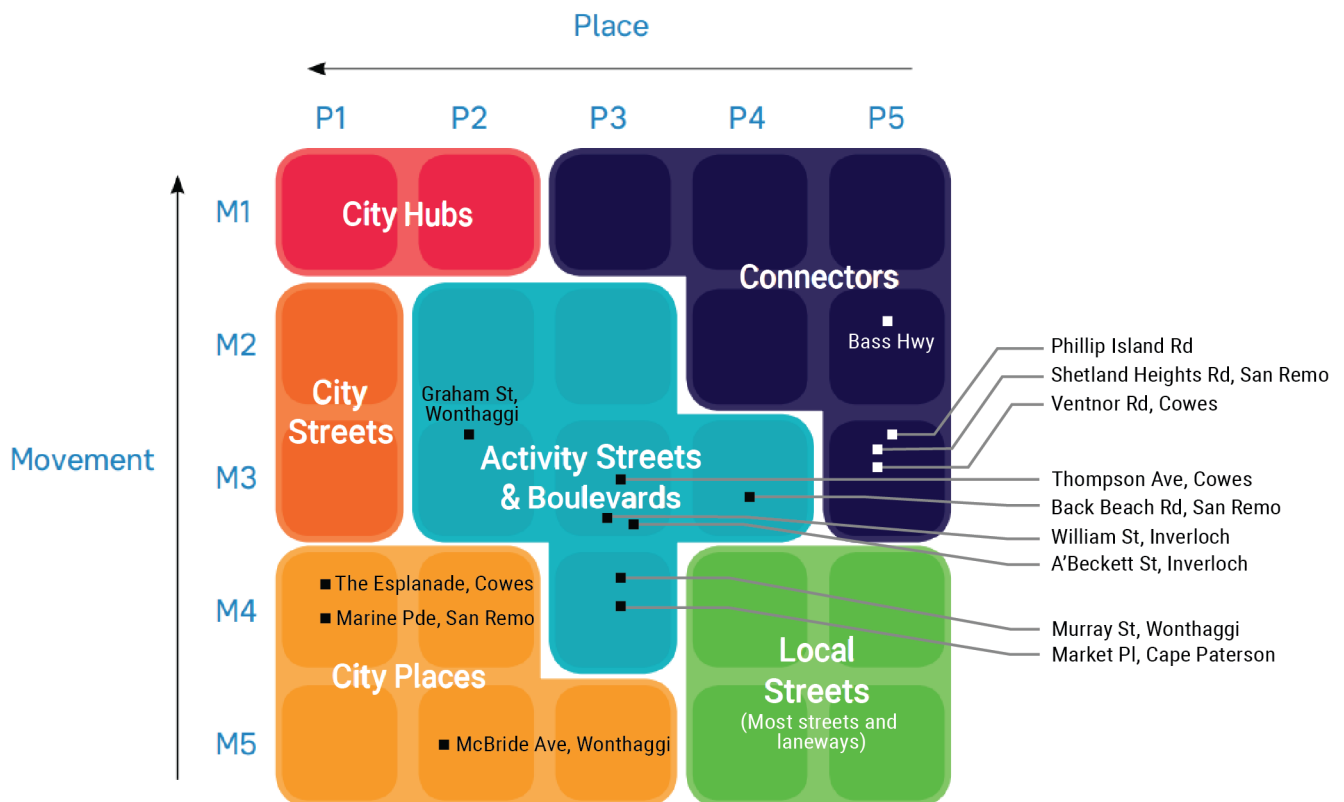 Place
P1 P2 P3 P4 P5
M1
City Hubs
Connectors
M2
Bass Hwy
Phillip Island Rd
Shetland Heights Rd, San Remo
Ventnor Rd, Cowes
City
Streets
Graham St,
Wonthaggi
Movement
M3
Activity Streets
& Boulevards
Thompson Ave, Cowes
Back Beach Rd, San Remo
William St, Inverloch
A'Beckett St, Inverloch
The Esplanade, Cowes
M4
Marine Pde, San Remo
Murray St, Wonthaggi
Market Pl, Cape Paterson
City Places
Local
Streets
(Most streets and
laneways)
M5
McBride Ave, Wonthaggi